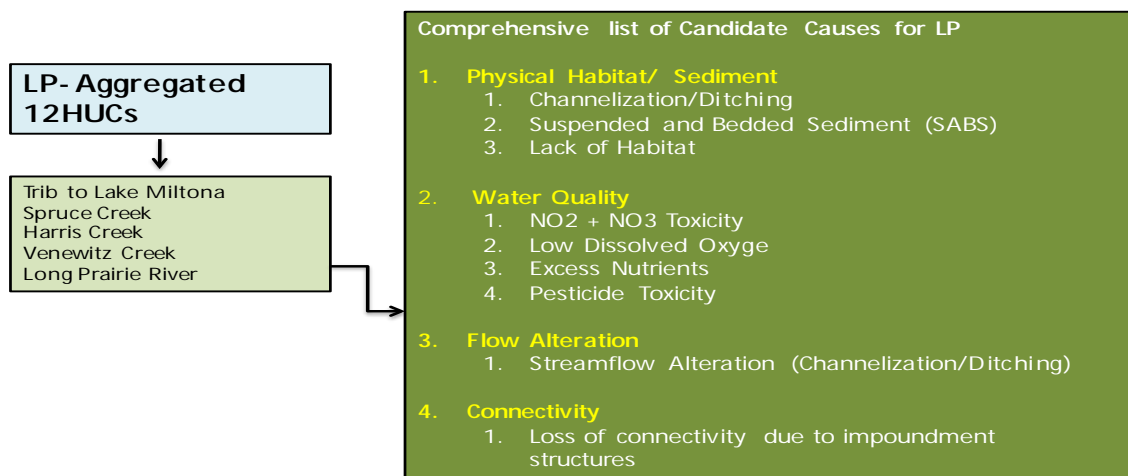 LP- Aggregated
12HUCs
Trib to Lake Miltona
Spruce Creek
Harris Creek
Venewitz Creek
Long Prairie River
Comprehensive list of Candidate Causes for LP
1. Physical Habitat/ Sediment
1. Channelization/Ditching
2. Suspended and Bedded Sediment (SABS)
3. Lack of Habitat
2. Water Quality
1. NO2 + NO3 Toxicity
2. Low Dissolved Oxyge
3. Excess Nutrients
4. Pesticide Toxicity
3. Flow Alteration
1. Streamflow Alteration (Channelization/Ditching)
4. Connectivity
1. Loss of connectivity due to impoundment
structures